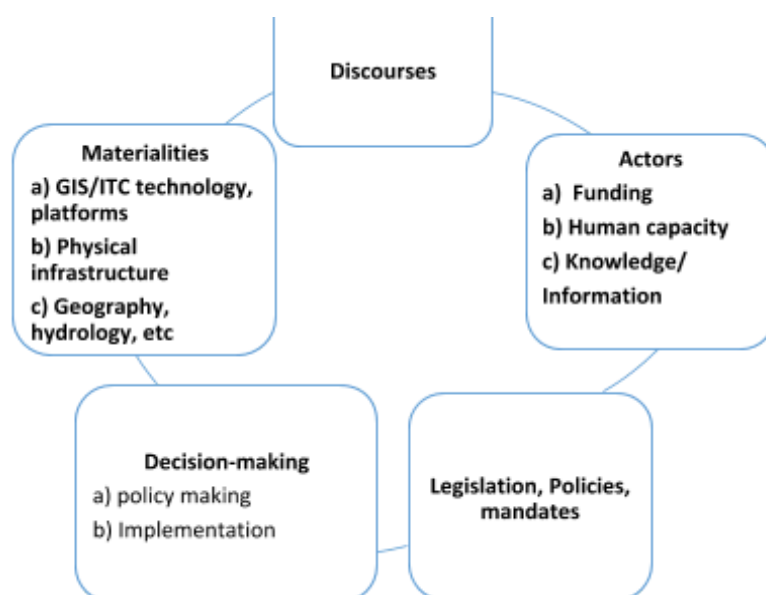 Discourses
Materialities
a) GIS/ITC technology,
platforms
b) Physical
infrastructure
c) Geography,
hydrology, etc
Actors
a) Funding
b) Human capacity
c) Knowledge/
Information
Decision-making
a) policy making
b) Implementation
Legislation, Policies,
mandates